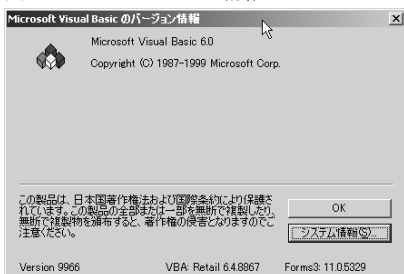 Microsoft Visual Basic のバージョン情報
Microsoft Visual Basic 6.0
Copyright (C) 1987-1999 Microsoft Corp.
この製品は、日本国著作権法および国際条約により保護さ
れています。この製品の全部または一部を無断で複製したり、
無断で複製物を頒布すると、著作権の侵害となりますのでご
注意ください。
OK
システム情報(S)...
Version 9966
VBA: Retail 6.4.8867
Forms3: 11.0.5329